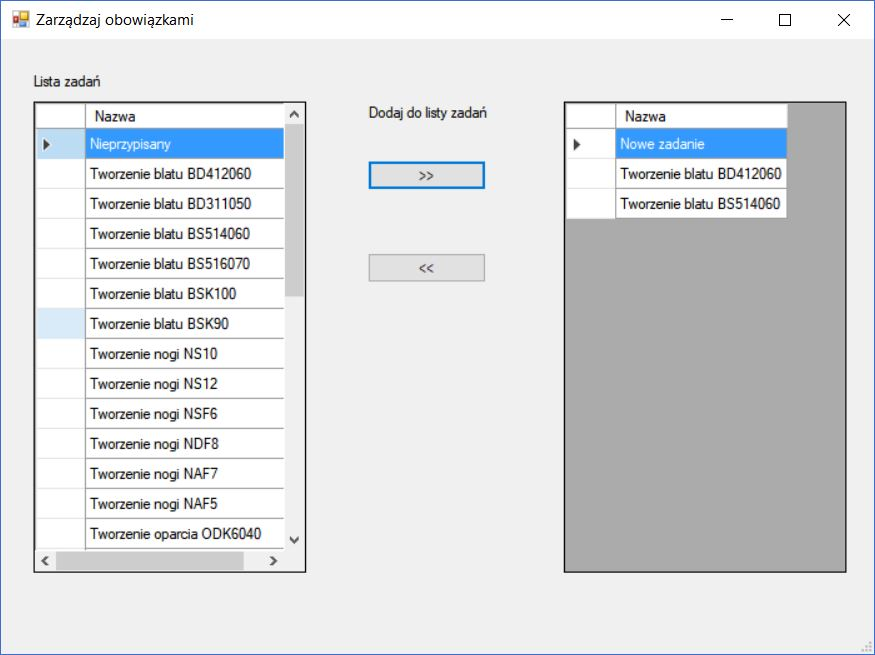 Zarządzaj obowiązkami
Lista zadań
Nazwa
Nieprzypisany
Tworzenie blatu BD412060
Tworzenie blatu BD311050
Tworzenie blatu BS514060
Tworzenie blatu BS516070
Tworzenie blatu BSK100
Tworzenie blatu BSK90
Tworzenie nogi NS10
Tworzenie nogi NS12
Tworzenie nogi NSF6
Tworzenie nogi NDF8
Tworzenie nogi NAF7
Tworzenie nogi NAF5
Tworzenie oparcia ODK6040
Dodaj do listy zadań
>>
<<
Nazwa
Nowe zadanie
Tworzenie blatu BD412060
Tworzenie blatu BS514060